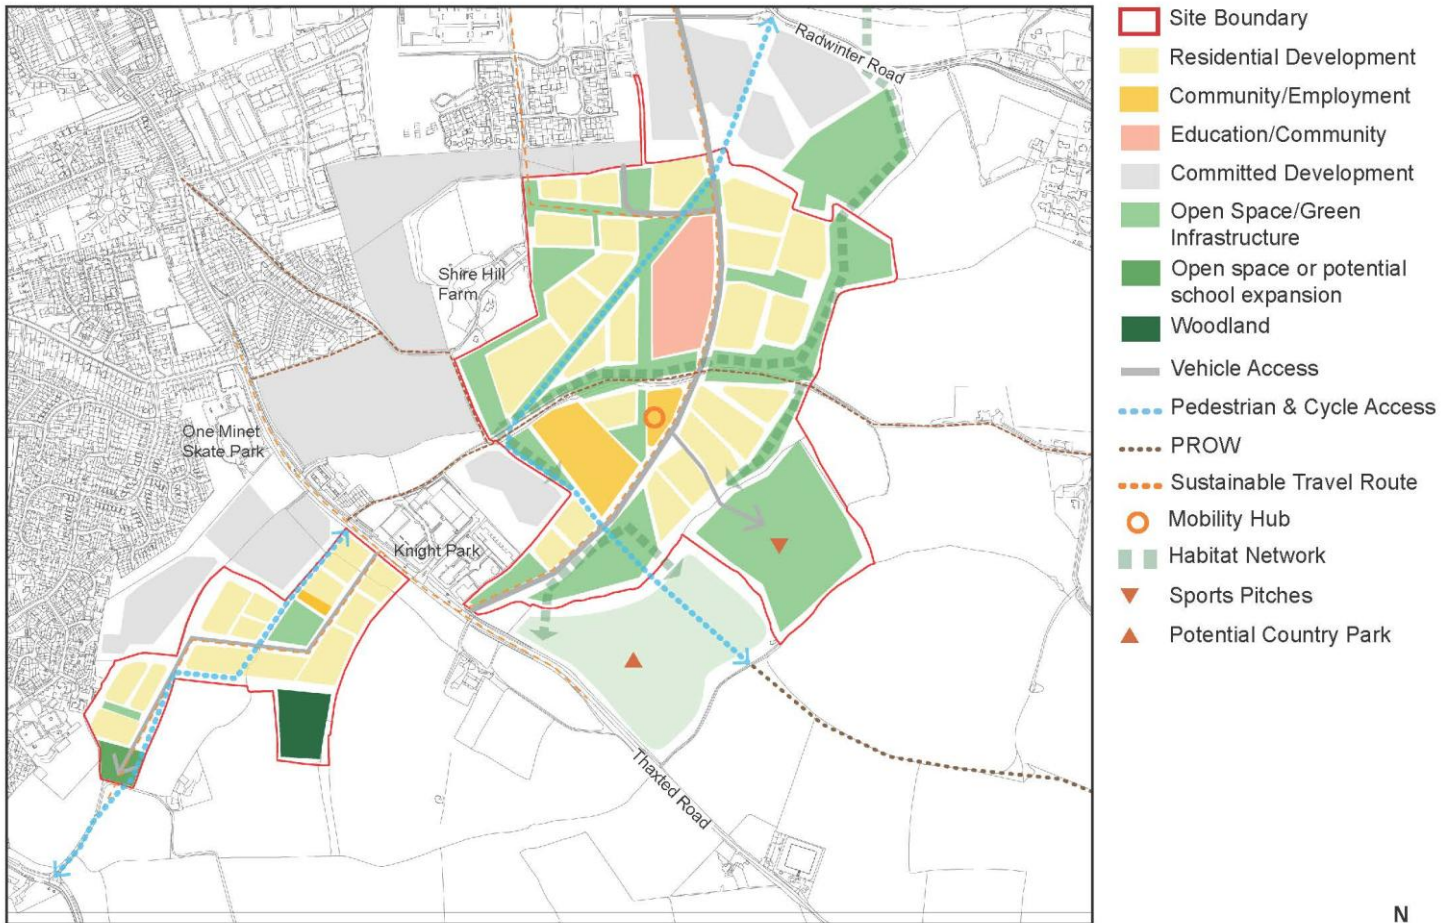 Radwinter Road
Shire Hill
Farm
One Minet
Skate Park
Knight Park
Thaxted Road
Site Boundary
Residential Development
Community/Employment
Education/Community
Committed Development
Open Space/Green
Infrastructure
Open space or potential
school expansion
Woodland
Vehicle Access
Pedestrian & Cycle Access
PROW
Sustainable Travel Route
Mobility Hub
Habitat Network
Sports Pitches
Potential Country Park
N